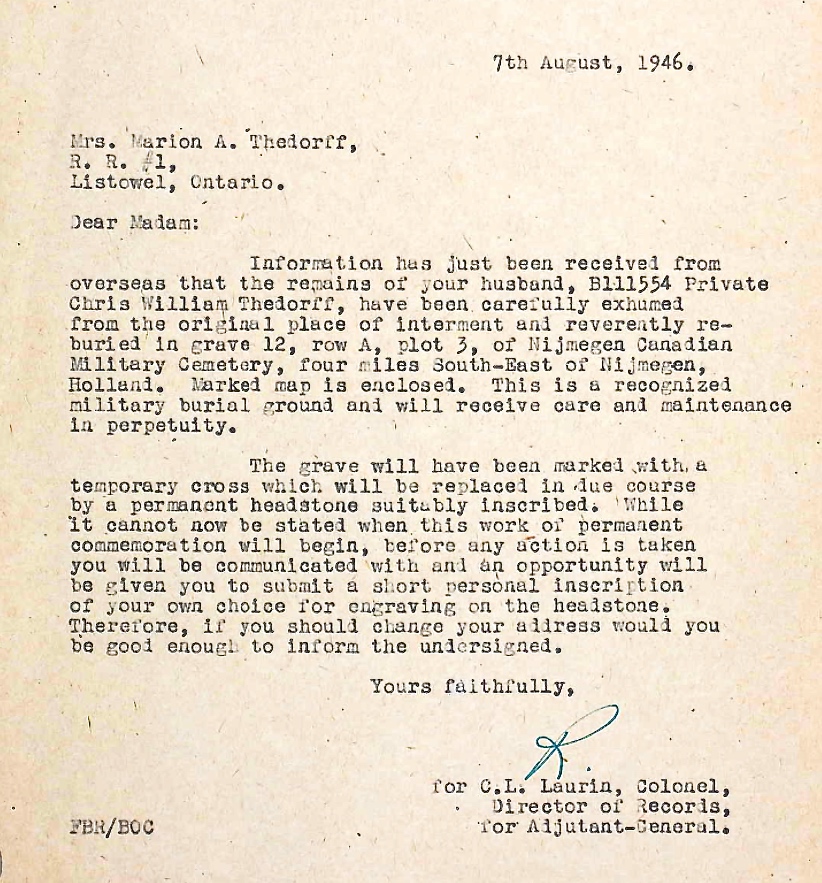 7th August, 1946.
Mrs. Marion A. Thedorff,
R. R. #1,
Listowel, Ontario.
Dear Madam:
Information has just been received from
overseas that the remains of your husband, B111554 Private
Chris William Thedorff, have been carefully exhumed
from the original place of interment and reverently re-
buried in grave 12, row A, plot 3, of Nijmegen Canadian
Military Cemetery, four miles South-East of Nijmegen,
Holland. Marked map is enclosed. This is a recognized
military burial ground and will receive care and maintenance
in perpetuity.
The grave will have been marked with a
temporary cross which will be replaced in due course
by a permanent headstone suitably inscribed. While
it cannot now be stated when this work of permanent
commemoration will begin, before any action is taken
you will be communicated with and an opportunity will
be given you to submit a short personal inscription
of your own choice for engraving on the headstone.
Therefore, if you should change your address would you
be good enough to inform the undersigned.
Yours faithfully,
R
for C.L. Laurin, Colonel,
Director of Records,
for Adjutant-General.
FBR/BOC